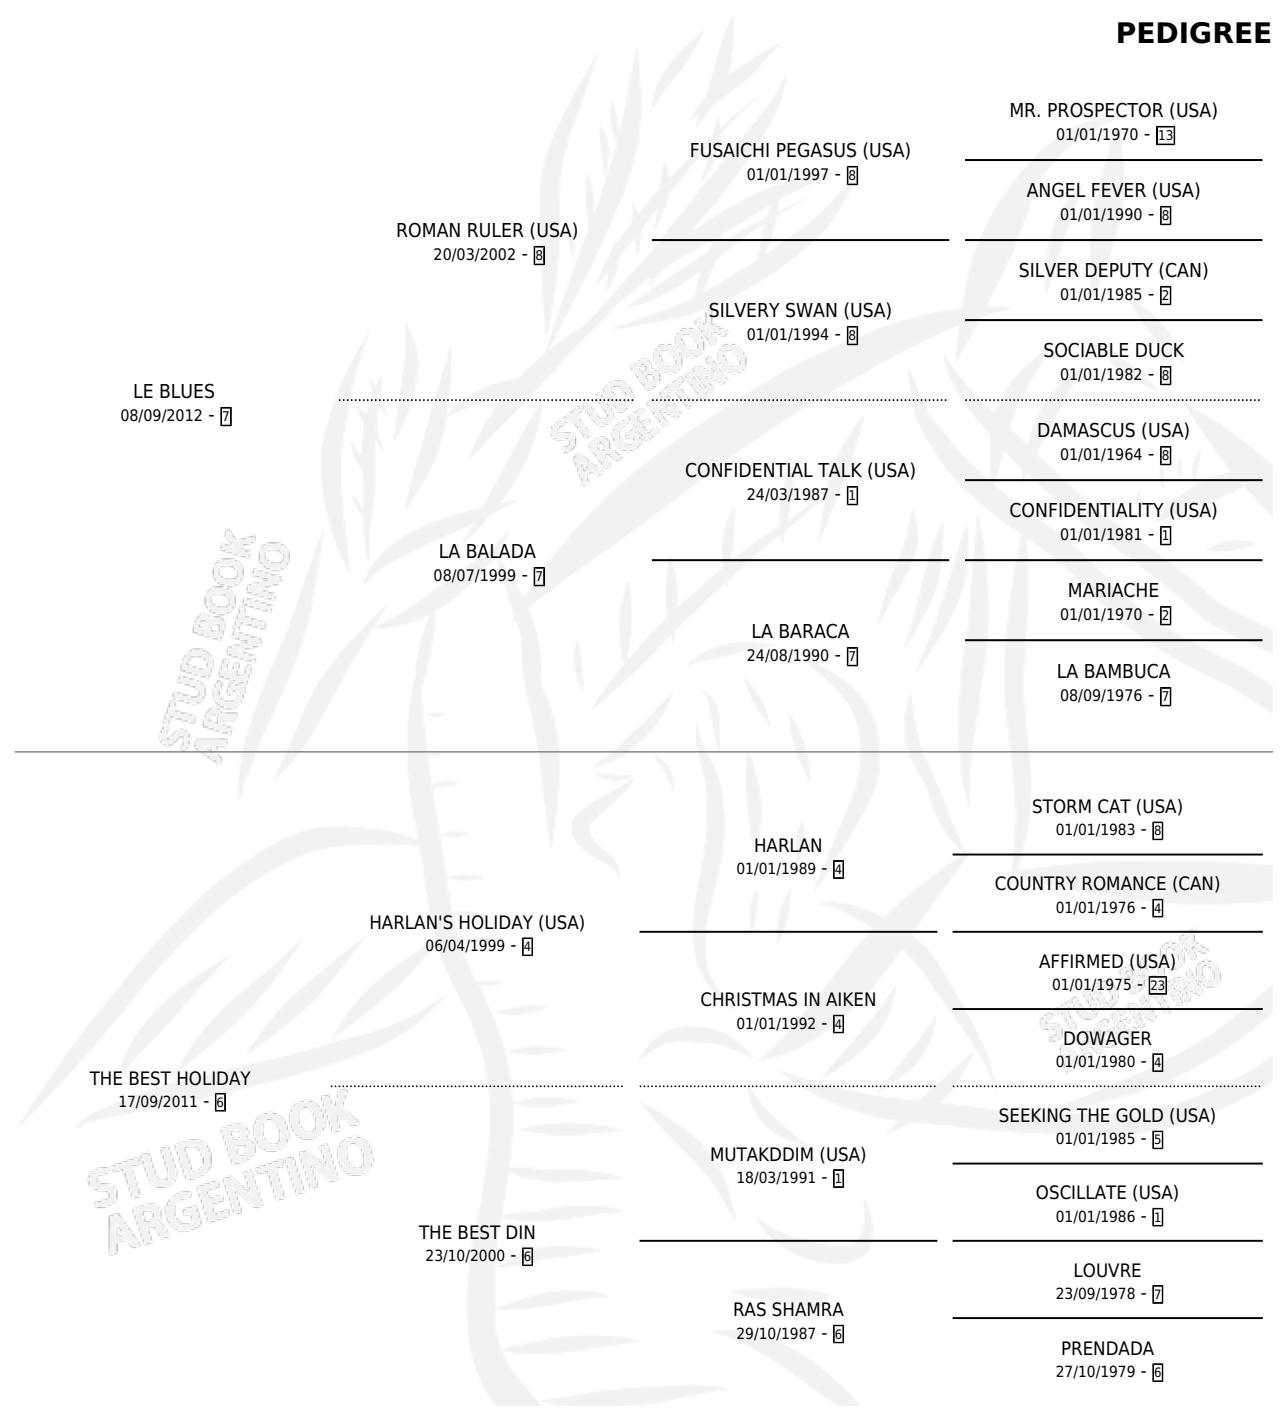 PEDIGREE
MR. PROSPECTOR (USA)
01/01/1970 - 13
FUSAICHI PEGASUS (USA)
01/01/1997 - 8
ANGEL FEVER (USA)
01/01/1990 - 8
ROMAN RULER (USA)
20/03/2002 - 8
SILVER DEPUTY (CAN)
01/01/1985 - 2
SILVERY SWAN (USA)
01/01/1994 - 8
SOCIABLE DUCK
01/01/1982 - 8
LE BLUES
08/09/2012 - 7
STUD BOOK
ARGENTINO
DAMASCUS (USA)
01/01/1964 - 8
CONFIDENTIAL TALK (USA)
24/03/1987 - 1
CONFIDENTIALITY (USA)
01/01/1981 - 1
LA BALADA
08/07/1999 - 7
MARIACHE
01/01/1970 - 2
LA BARACA
24/08/1990 - 7
LA BAMBUCA
08/09/1976 - 7
STUD BOOK
ARGENTINO
STORM CAT (USA)
01/01/1983 - 8
HARLAN
01/01/1989 - 4
COUNTRY ROMANCE (CAN)
01/01/1976 - 4
HARLAN'S HOLIDAY (USA)
06/04/1999 - 4
AFFIRMED (USA)
01/01/1975 - 23
CHRISTMAS IN AIKEN
01/01/1992 - 4
STUD BOOK
ARGENTINO
DOWAGER
01/01/1980 - 4
THE BEST HOLIDAY
17/09/2011 - 6
SEEKING THE GOLD (USA)
01/01/1985 - 5
STUD BOOK
ARGENTINO
MUTAKDDIM (USA)
18/03/1991 - 1
OSCILLATE (USA)
01/01/1986 - 1
THE BEST DIN
23/10/2000 - 6
LOUVRE
23/09/1978 - 7
RAS SHAMRA
29/10/1987 - 6
PRENDADA
27/10/1979 - 6